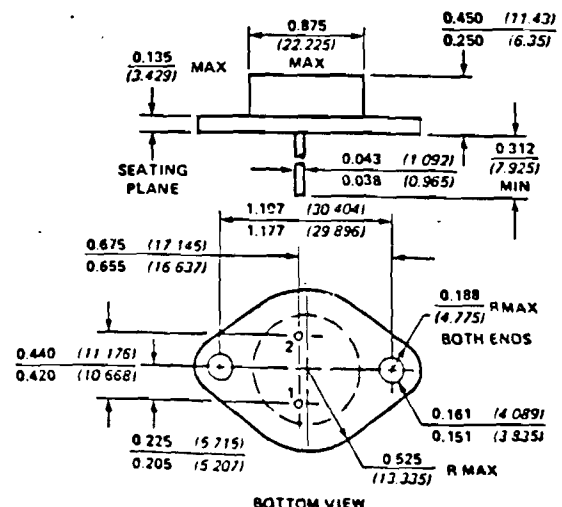 0.875
(22.225)
MAX
0.450 (11.43)
0.250 (6.35)
0.135
(3.429) MAX
SEATING
PLANE
0.043 (1.092)
0.038 (0.965)
0.312
(7.925)
MIN
1.197 (30.404)
1.177 (29.896)
0.675 (17.145)
0.655 (16.637)
0.188
(4.775) R MAX
BOTH ENDS
2
0.440 (11.176)
0.420 (10.668)
1
0.161 (4.089)
0.151 (3.835)
0.225 (5.715)
0.205 (5.207)
0.525
(13.335) R MAX
BOTTOM VIEW